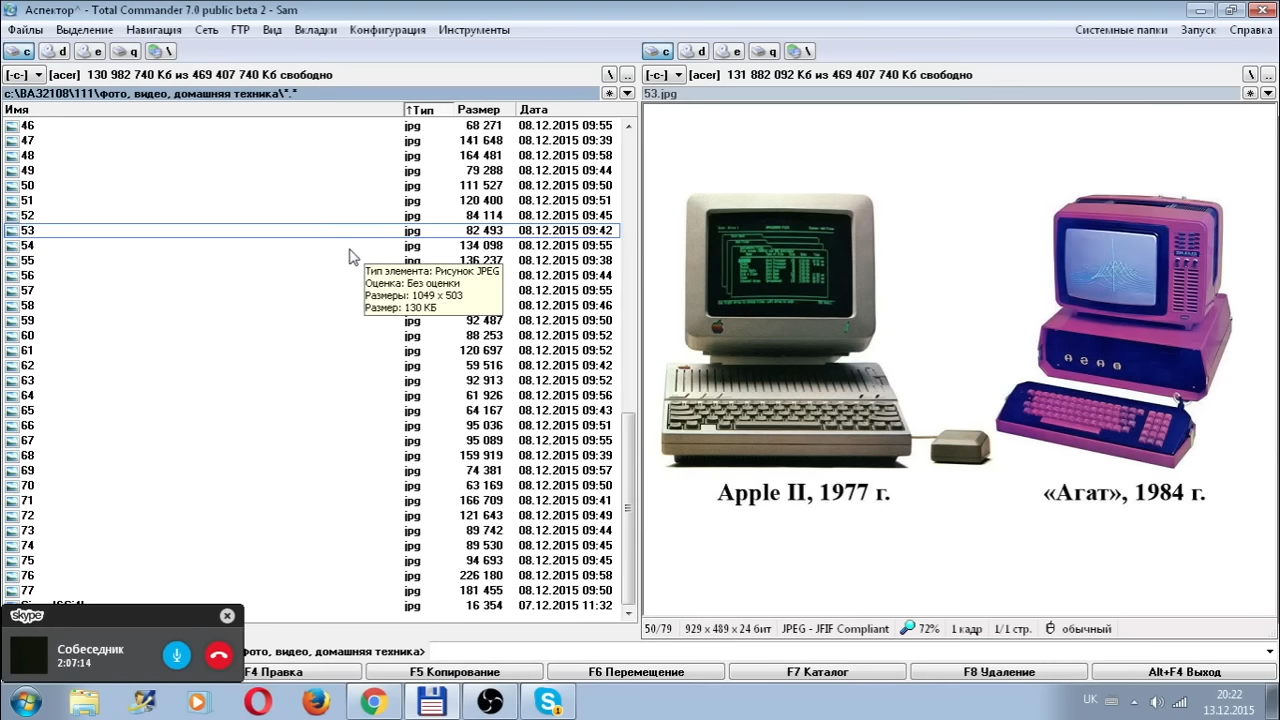 Аспектор^ - Total Commander 7.0 public beta 2 - Sam
Файлы Выделение Навигация Сеть FTP Вид Вкладки Конфигурация Инструменты Системные папки Запуск Справка
c d e q \ c d e q \
[-c-] [acer] 130 982 740 Кб из 469 407 740 Кб свободно \ .. [-c-] [acer] 131 882 092 Кб из 469 407 740 Кб свободно \ ..
c:\BA32108\111\Фото, видео, домашняя техника\*.* * 53.jpg *
Имя ↑Тип Размер Дата
46 jpg 68 271 08.12.2015 09:55
47 jpg 141 648 08.12.2015 09:39
48 jpg 164 481 08.12.2015 09:58
49 jpg 79 288 08.12.2015 09:44
50 jpg 111 527 08.12.2015 09:50
51 jpg 120 400 08.12.2015 09:51
52 jpg 84 114 08.12.2015 09:45
53 jpg 82 493 08.12.2015 09:42
54 jpg 134 098 08.12.2015 09:55
55 jpg 136 237 08.12.2015 09:38
56 08.12.2015 09:44
57 08.12.2015 09:50
58 08.12.2015 09:46
59 jpg 92 487 08.12.2015 09:50
60 jpg 88 253 08.12.2015 09:52
61 jpg 120 697 08.12.2015 09:52
62 jpg 59 516 08.12.2015 09:42
63 jpg 92 913 08.12.2015 09:52
64 jpg 61 926 08.12.2015 09:45
65 jpg 64 167 08.12.2015 09:43
66 jpg 95 036 08.12.2015 09:51
67 jpg 95 089 08.12.2015 09:55
68 jpg 159 919 08.12.2015 09:39
69 jpg 74 381 08.12.2015 09:57
70 jpg 63 169 08.12.2015 09:50
71 jpg 166 709 08.12.2015 09:41
72 jpg 121 643 08.12.2015 09:49
73 jpg 89 742 08.12.2015 09:44
74 jpg 89 530 08.12.2015 09:45
75 jpg 94 693 08.12.2015 09:45
76 jpg 226 180 08.12.2015 09:58
77 jpg 181 455 08.12.2015 09:50
jpg 16 354 07.12.2015 11:32
Тип элемента: Рисунок JPEG
Оценка: Без оценки
Размеры: 1049 x 503
Размер: 130 КБ
Apple II, 1977 г. «Агат», 1984 г.
50/79 929 x 489 x 24 бит JPEG - JFIF Compliant 72% 1 кадр 1/1 стр. обычный
skype
Собеседник
2:07:14
фото, видео, домашняя техника>
F4 Правка F5 Копирование F6 Перемещение F7 Каталог F8 Удаление Alt+F4 Выход
UK 20:22
13.12.2015